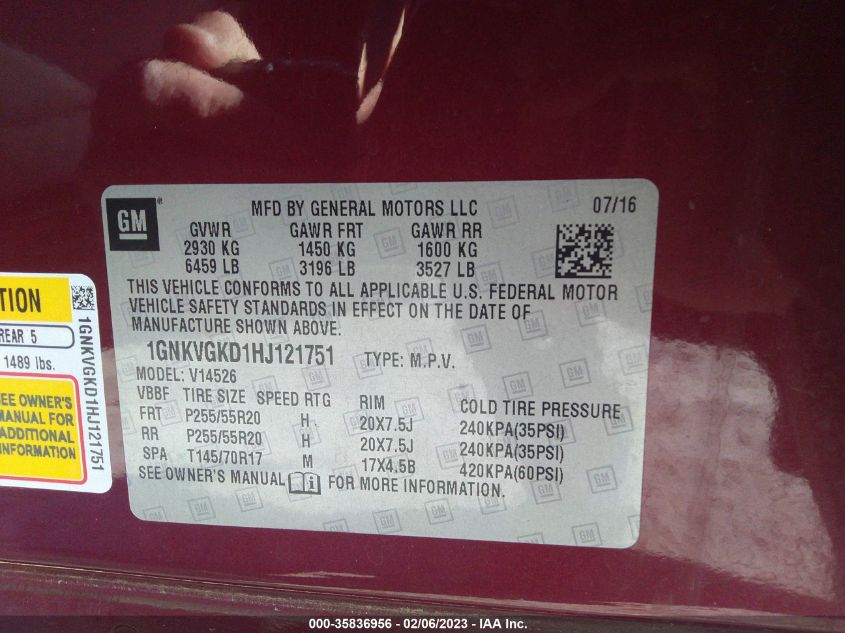 GM
MFD BY GENERAL MOTORS LLC 07/16
GVWR GAWR FRT GAWR RR
2930 KG 1450 KG 1600 KG
6459 LB 3196 LB 3527 LB
THIS VEHICLE CONFORMS TO ALL APPLICABLE U.S. FEDERAL MOTOR
VEHICLE SAFETY STANDARDS IN EFFECT ON THE DATE OF
MANUFACTURE SHOWN ABOVE.
1GNKVGKD1HJ121751 TYPE: M.P.V.
MODEL: V14526
VBBF TIRE SIZE SPEED RTG RIM COLD TIRE PRESSURE
FRT P255/55R20 H 20X7.5J 240KPA(35PSI)
RR P255/55R20 H 20X7.5J 240KPA(35PSI)
SPA T145/70R17 M 17X4.5B 420KPA(60PSI)
SEE OWNER'S MANUAL i FOR MORE INFORMATION.
TION
REAR 5
1489 lbs.
SEE OWNER'S
MANUAL FOR
ADDITIONAL
INFORMATION
1GNKVGKD1HJ121751
000-35836956 - 02/06/2023 - IAA Inc.